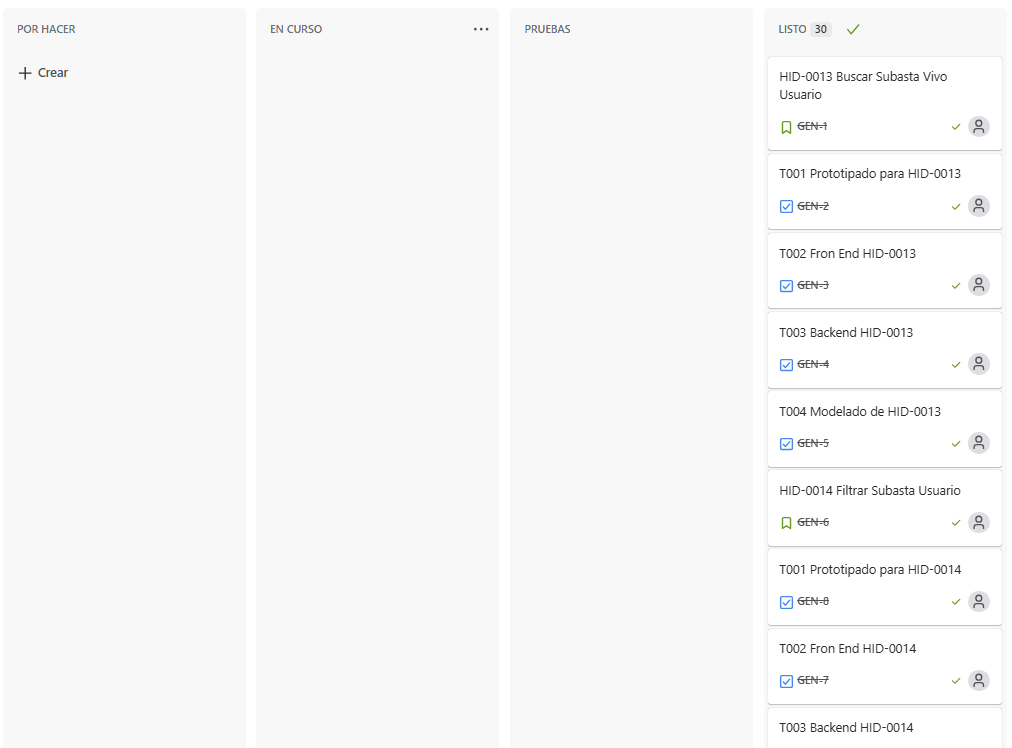 POR HACER
+ Crear
EN CURSO
PRUEBAS
LISTO 30
HID-0013 Buscar Subasta Vivo
Usuario
GEN-1
T001 Prototipado para HID-0013
GEN-2
T002 Fron End HID-0013
GEN-3
T003 Backend HID-0013
GEN-4
T004 Modelado de HID-0013
GEN-5
HID-0014 Filtrar Subasta Usuario
GEN-6
T001 Prototipado para HID-0014
GEN-8
T002 Fron End HID-0014
GEN-7
T003 Backend HID-0014